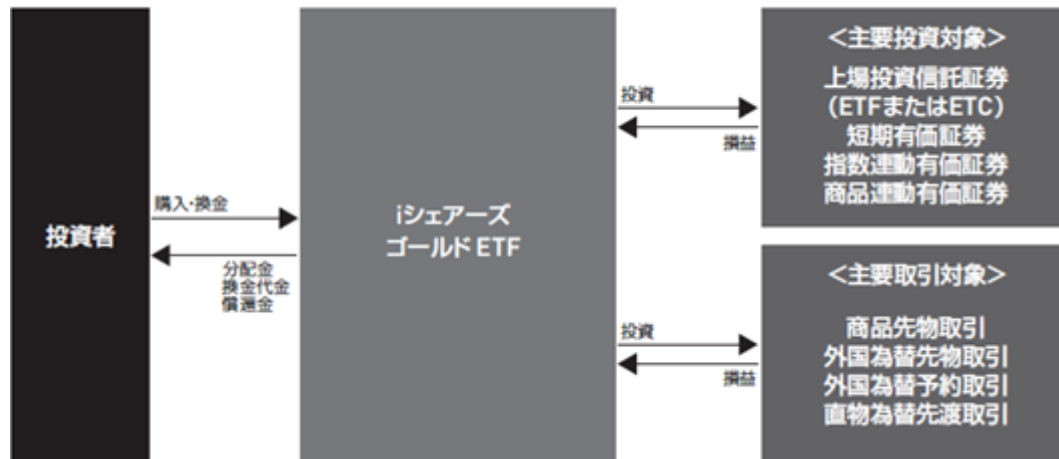 投資者
購入・換金
分配金
換金代金
償還金
iシェアーズ
ゴールド ETF
投資
損益
＜主要投資対象＞
上場投資信託証券
（ETFまたはETC）
短期有価証券
指数連動有価証券
商品連動有価証券
投資
損益
＜主要取引対象＞
商品先物取引
外国為替先物取引
外国為替予約取引
直物為替先渡取引